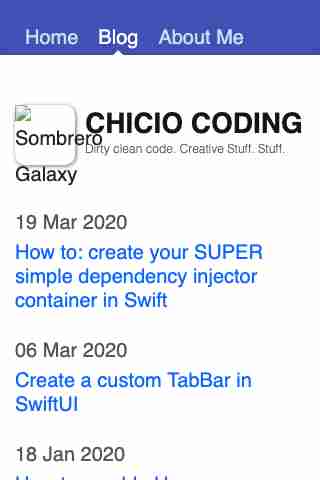 Home Blog About Me
Sombrero
Galaxy
CHICIO CODING
Dirty clean code. Creative Stuff. Stuff.
19 Mar 2020
How to: create your SUPER
simple dependency injector
container in Swift
06 Mar 2020
Create a custom TabBar in
SwiftUI
18 Jan 2020